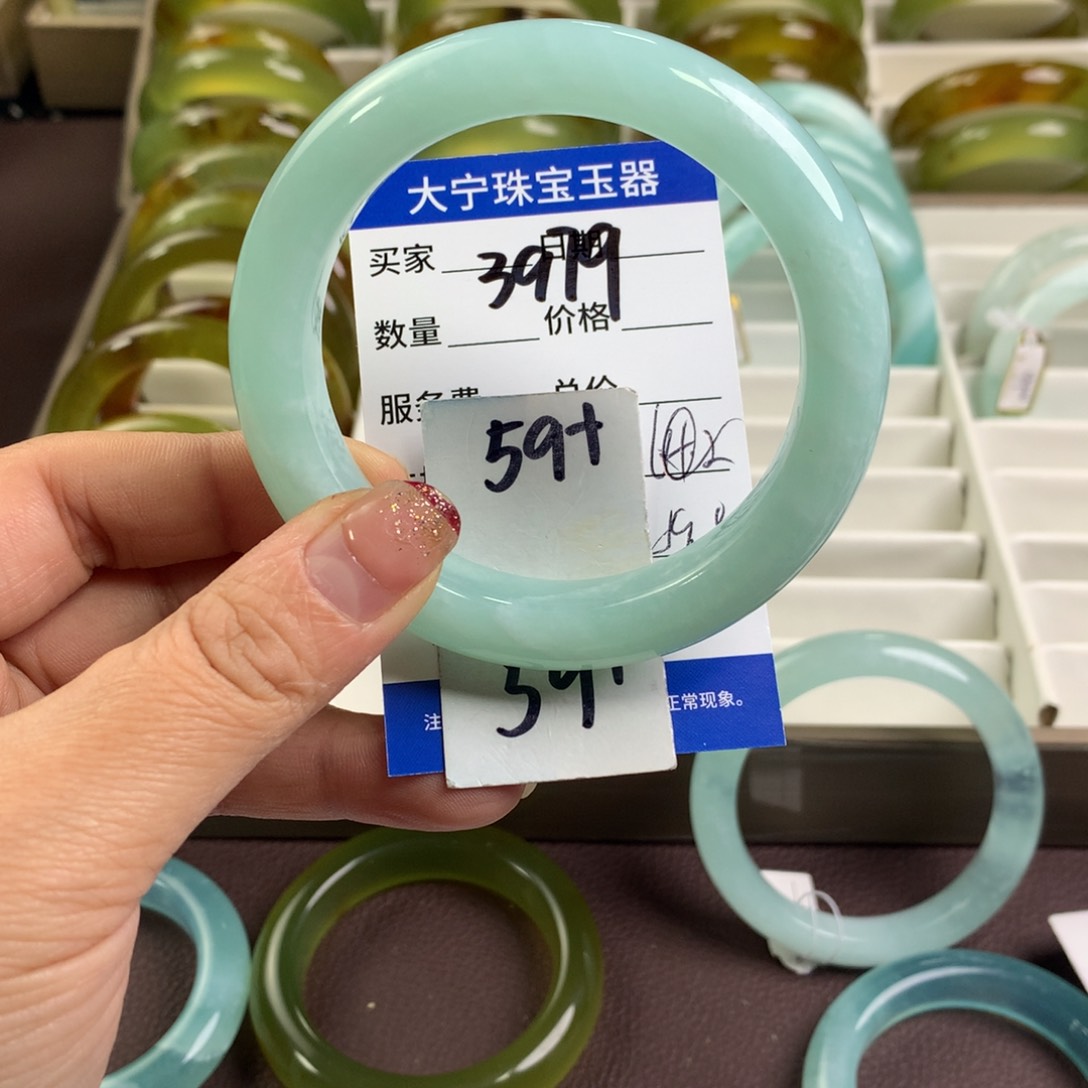 大宁珠宝玉器
买家 日期
3979
数量 价格
服务费 总价
59+
59+
注 正常现象。